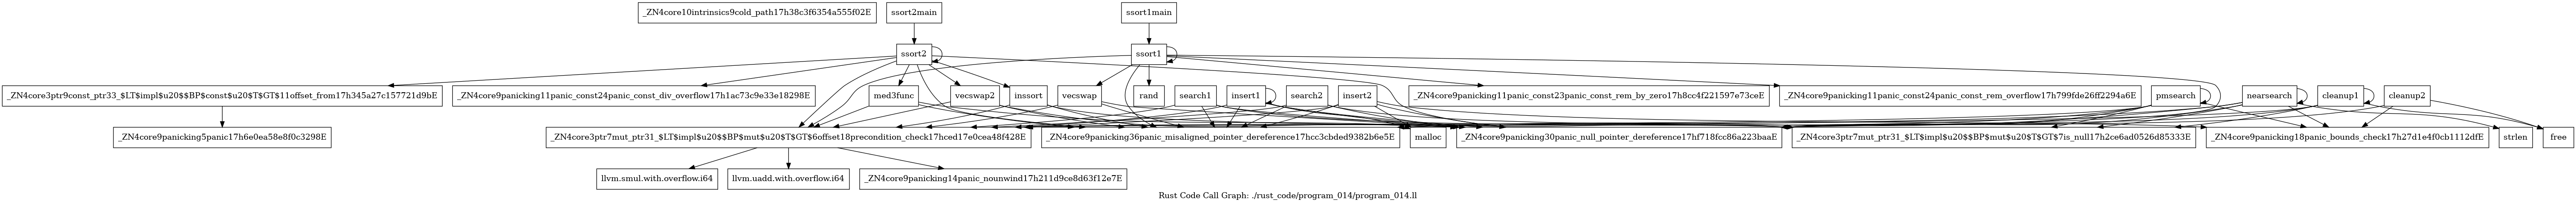 _ZN4core10intrinsics9cold_path17h38c3f6354a555f02E
ssort2main
ssort1main
ssort2
ssort1
_ZN4core3ptr9const_ptr33_$LT$impl$u20$$BP$const$u20$T$GT$11offset_from17h345a27c157721d9bE
_ZN4core9panicking11panic_const24panic_const_div_overflow17h1ac73c9e33e18298E
med3func
vecswap2
inssort
vecswap
rand
search1
insert1
search2
insert2
_ZN4core9panicking11panic_const23panic_const_rem_by_zero17h8cc4f221597e73ceE
_ZN4core9panicking11panic_const24panic_const_rem_overflow17h799fde26ff2294a6E
pmsearch
nearsearch
cleanup1
cleanup2
_ZN4core9panicking5panic17h6e0ea58e8f0c3298E
_ZN4core3ptr7mut_ptr31_$LT$impl$u20$$BP$mut$u20$T$GT$6offset18precondition_check17hced17e0cea48f428E
_ZN4core9panicking36panic_misaligned_pointer_dereference17hcc3cbded9382b6e5E
malloc
_ZN4core9panicking30panic_null_pointer_dereference17hf718fcc86a223baaE
_ZN4core3ptr7mut_ptr31_$LT$impl$u20$$BP$mut$u20$T$GT$7is_null17h2ce6ad0526d85333E
_ZN4core9panicking18panic_bounds_check17h27d1e4f0cb1112dfE
strlen
free
llvm.smul.with.overflow.i64
llvm.uadd.with.overflow.i64
_ZN4core9panicking14panic_nounwind17h211d9ce8d63f12e7E
Rust Code Call Graph: ./rust_code/program_014/program_014.ll